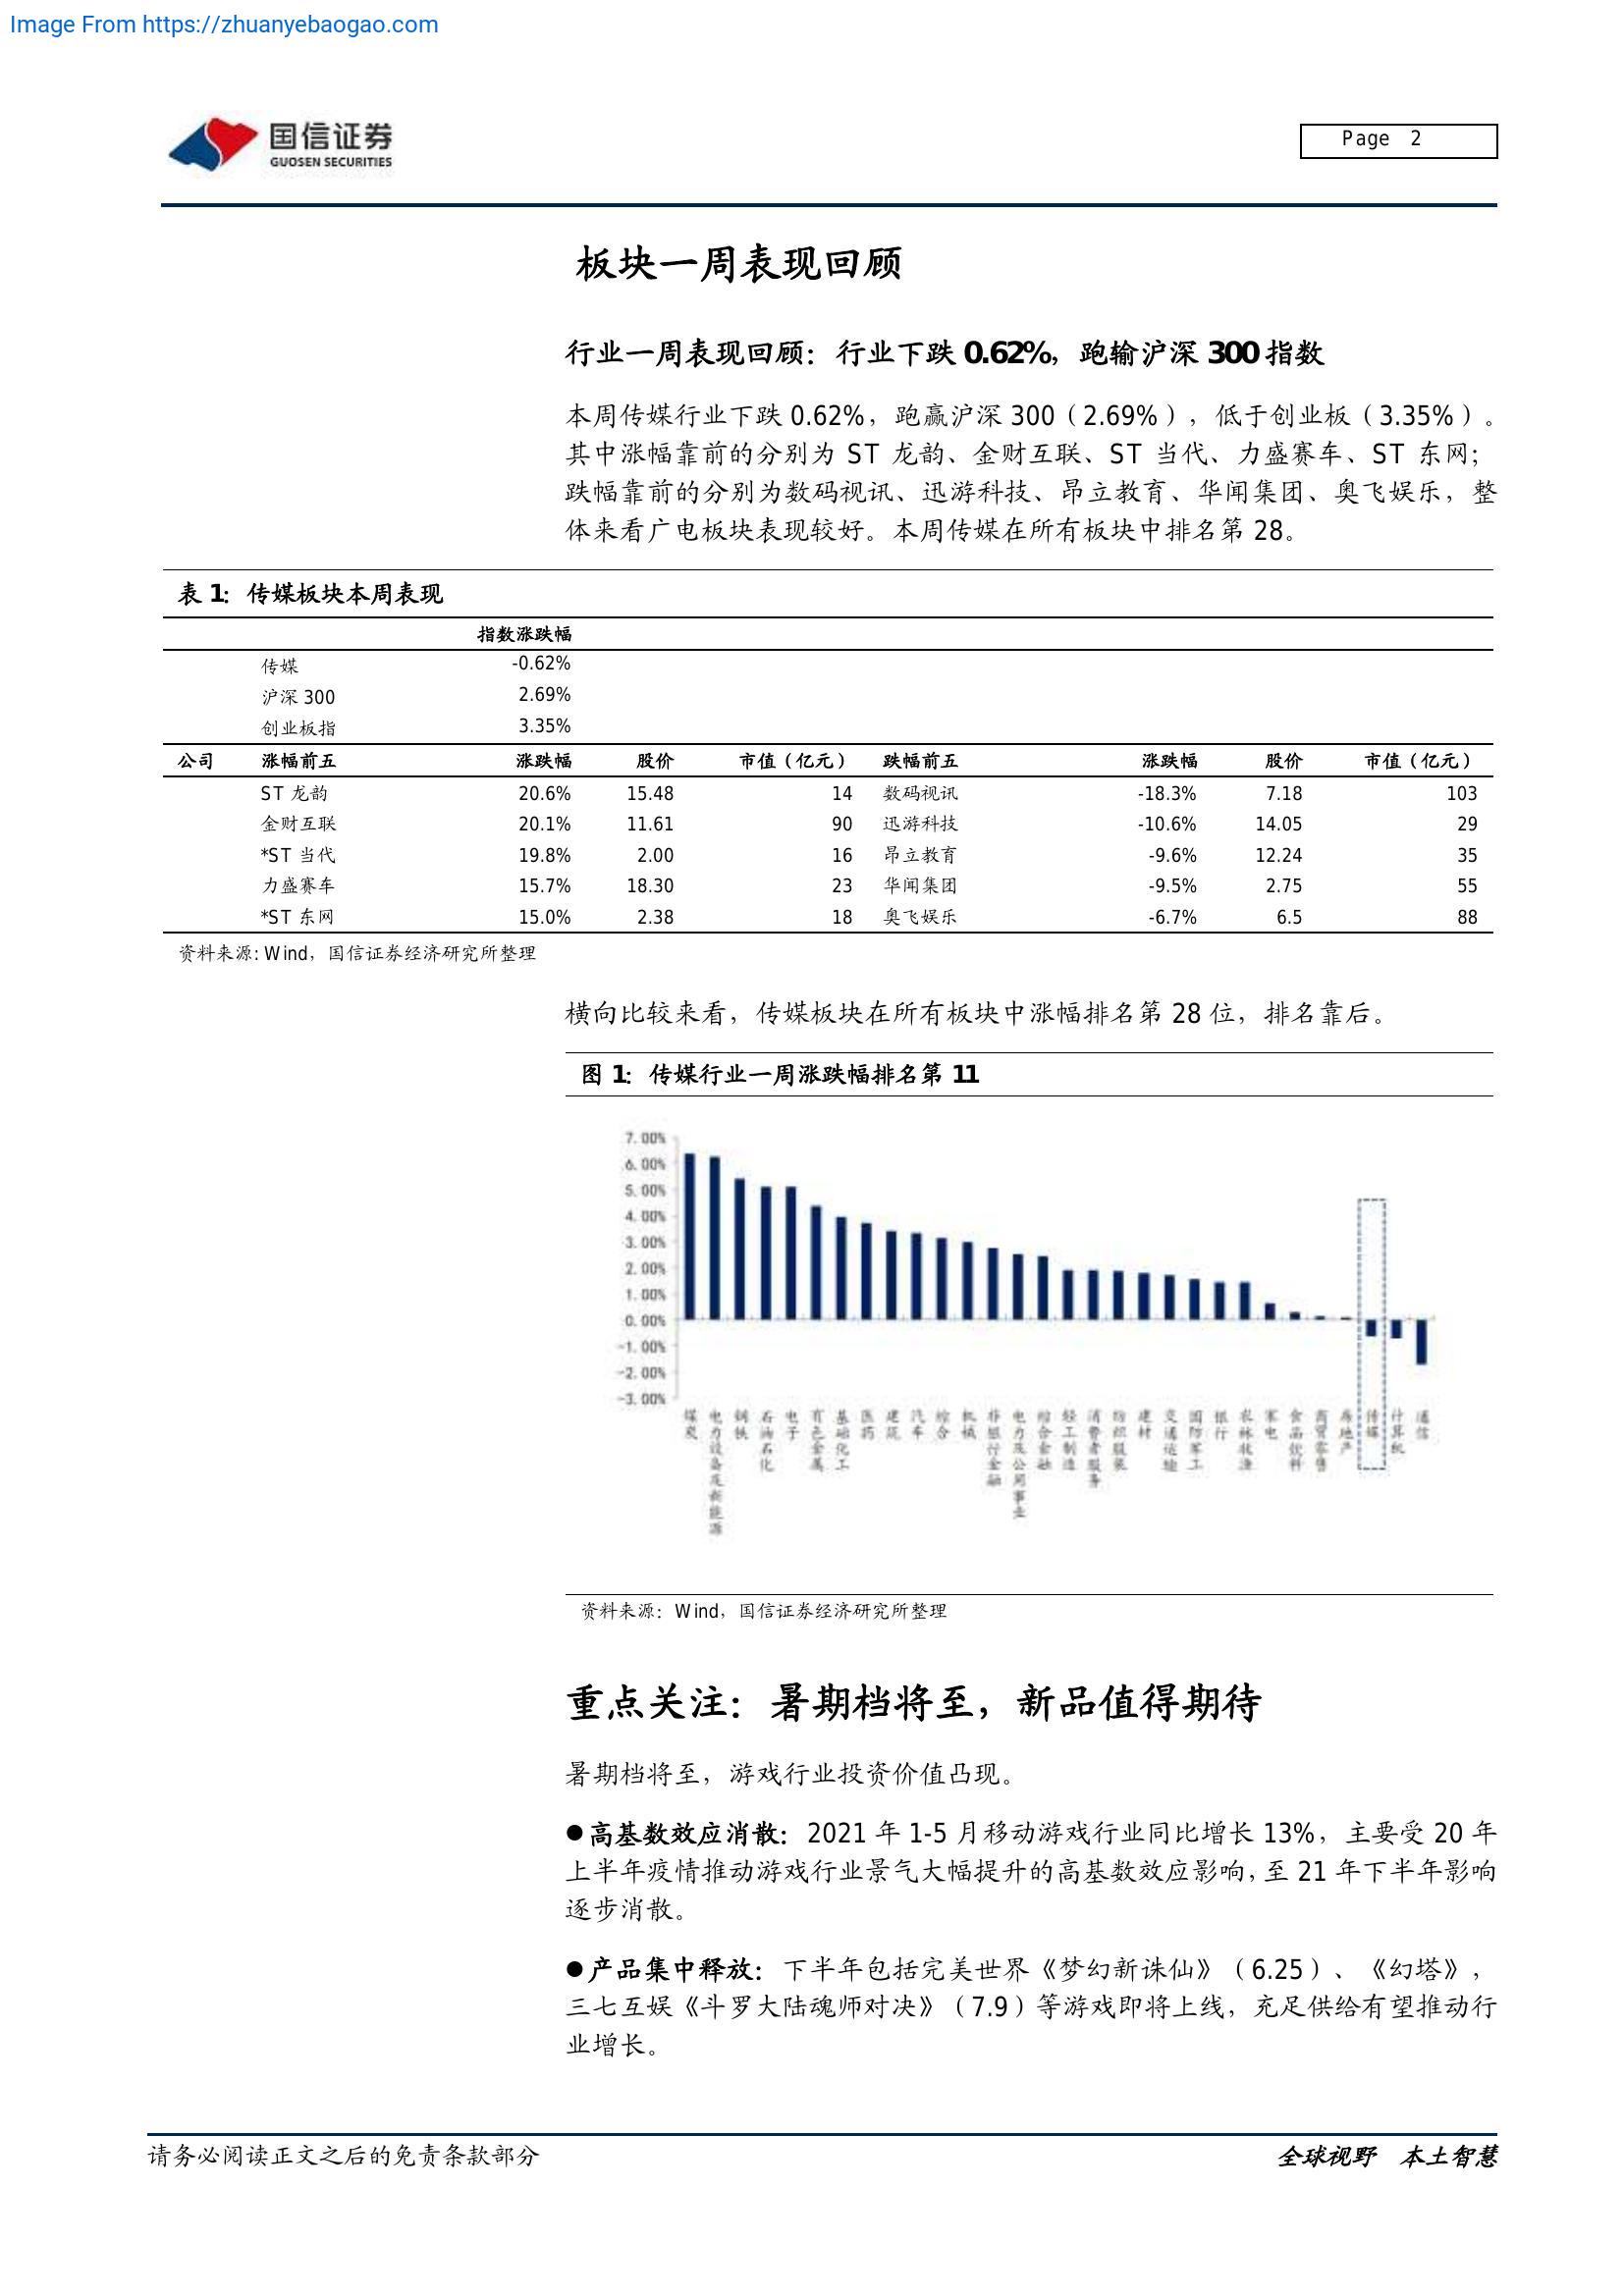 Image From https://zhuanyebaogao.com
国信证券
GUOSEN SECURITIES
Page 2
板块一周表现回顾
行业一周表现回顾：行业下跌 0.62%，跑输沪深 300 指数
本周传媒行业下跌 0.62%，跑赢沪深 300（2.69%），低于创业板（3.35%）。
其中涨幅靠前的分别为 ST 龙韵、金财互联、ST 当代、力盛赛车、ST 东网；
跌幅靠前的分别为数码视讯、迅游科技、昂立教育、华闻集团、奥飞娱乐，整
体来看广电板块表现较好。本周传媒在所有板块中排名第 28。
表 1：传媒板块本周表现
指数涨跌幅
传媒 -0.62%
沪深 300 2.69%
创业板指 3.35%
公司 涨幅前五 涨跌幅 股价 市值（亿元） 跌幅前五 涨跌幅 股价 市值（亿元）
ST 龙韵 20.6% 15.48 14 数码视讯 -18.3% 7.18 103
金财互联 20.1% 11.61 90 迅游科技 -10.6% 14.05 29
*ST 当代 19.8% 2.00 16 昂立教育 -9.6% 12.24 35
力盛赛车 15.7% 18.30 23 华闻集团 -9.5% 2.75 55
*ST 东网 15.0% 2.38 18 奥飞娱乐 -6.7% 6.5 88
资料来源: Wind，国信证券经济研究所整理
横向比较来看，传媒板块在所有板块中涨幅排名第 28 位，排名靠后。
图 1：传媒行业一周涨跌幅排名第 11
7.00%
6.00%
5.00%
4.00%
3.00%
2.00%
1.00%
0.00%
-1.00%
-2.00%
-3.00%
煤炭
电力设备及新能源
钢铁
石油石化
电子
有色金属
基础化工
医药
建筑
汽车
综合
机械
非银行金融
电力及公用事业
综合金融
轻工制造
消费者服务
纺织服装
建材
交通运输
国防军工
银行
农林牧渔
家电
食品饮料
商贸零售
房地产
传媒
计算机
通信
资料来源：Wind，国信证券经济研究所整理
重点关注：暑期档将至，新品值得期待
暑期档将至，游戏行业投资价值凸现。
●高基数效应消散：2021 年 1-5 月移动游戏行业同比增长 13%，主要受 20 年
上半年疫情推动游戏行业景气大幅提升的高基数效应影响，至 21 年下半年影响
逐步消散。
●产品集中释放：下半年包括完美世界《梦幻新诛仙》（6.25）、《幻塔》，
三七互娱《斗罗大陆魂师对决》（7.9）等游戏即将上线，充足供给有望推动行
业增长。
请务必阅读正文之后的免责条款部分
全球视野 本土智慧